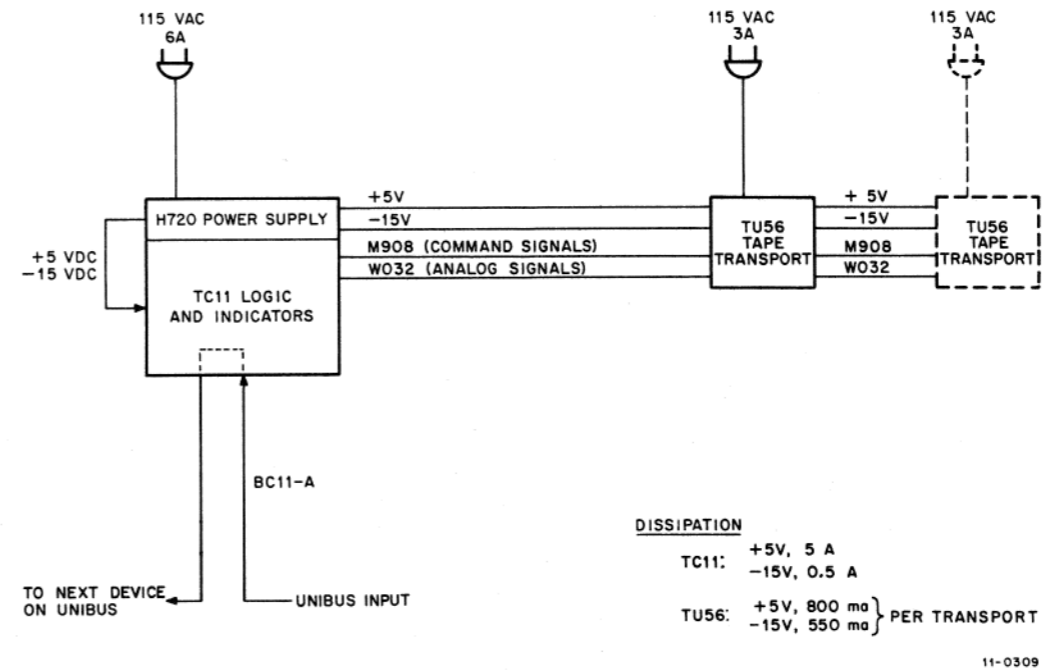 115 VAC
6A
115 VAC
3A
115 VAC
3A
H720 POWER SUPPLY
+5 VDC
-15 VDC
TC11 LOGIC
AND INDICATORS
+5V
-15V
M908 (COMMAND SIGNALS)
W032 (ANALOG SIGNALS)
TU56
TAPE
TRANSPORT
+ 5V
-15V
M908
W032
TU56
TAPE
TRANSPORT
BC11-A
TO NEXT DEVICE
ON UNIBUS
UNIBUS INPUT
DISSIPATION
TC11: +5V, 5 A
-15V, 0.5 A
TU56: +5V, 800 ma
-15V, 550 ma
PER TRANSPORT
11-0309